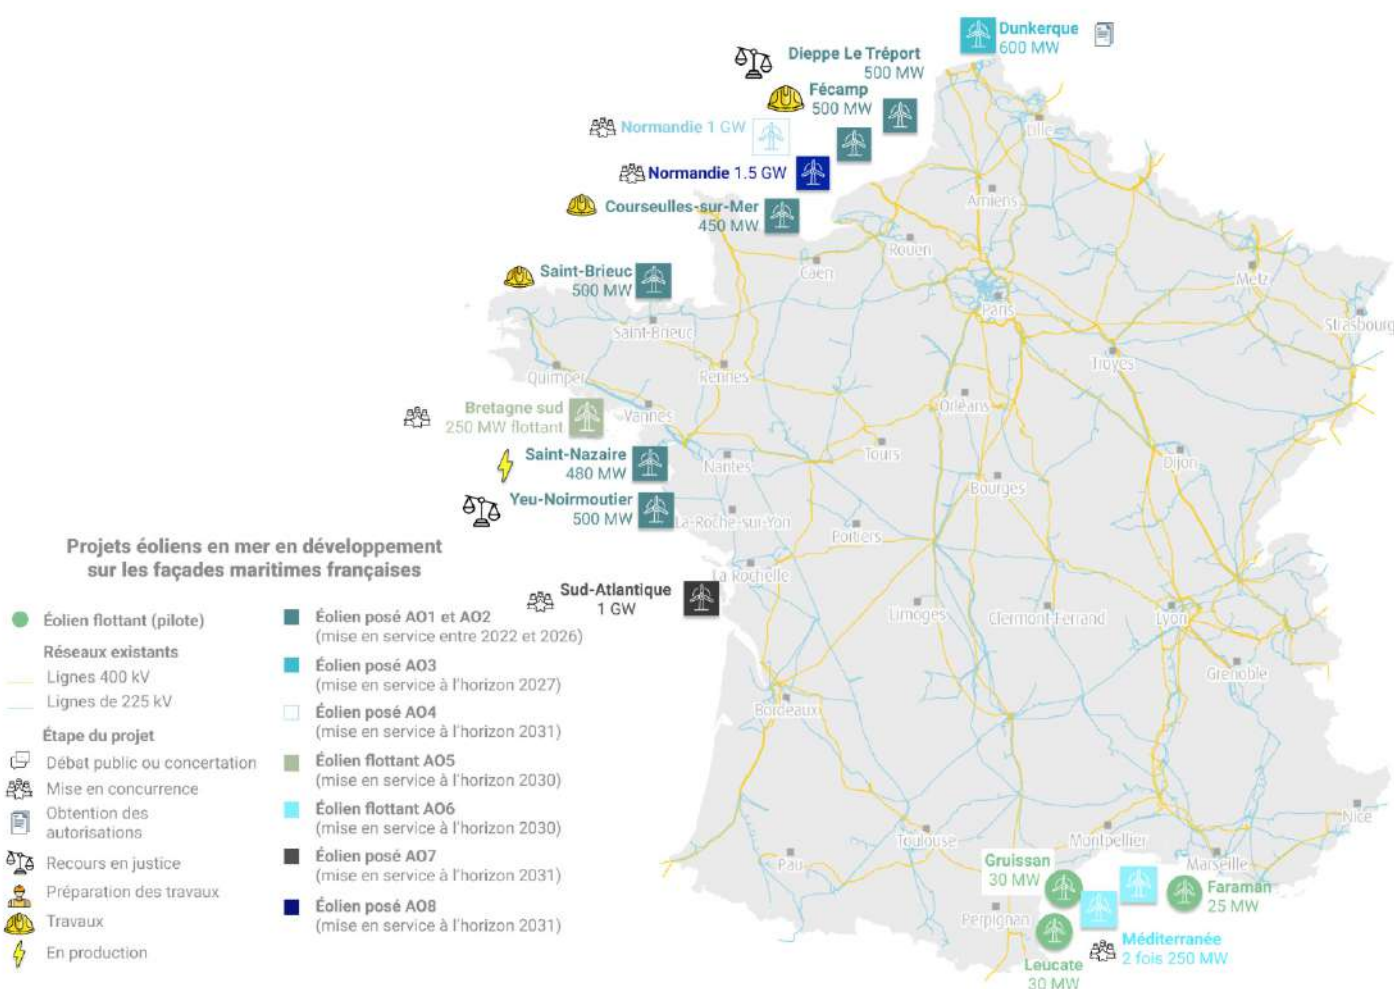 Dunkerque
600 MW
Dieppe Le Tréport
500 MW
Fécamp
500 MW
Normandie 1 GW
Normandie 1.5 GW
Courseulles-sur-Mer
450 MW
Saint-Brieuc
500 MW
Bretagne sud
250 MW flottant
Saint-Nazaire
480 MW
Yeu-Noirmoutier
500 MW
Sud-Atlantique
1 GW
Gruissan
30 MW
Leucate
30 MW
Faraman
25 MW
Méditerranée
2 fois 250 MW
Lille
Amiens
Rouen
Caen
Metz
Paris
Strasbourg
Saint-Brieuc
Troyes
Quimper
Rennes
Orléans
Vannes
Tours
Nantes
Dijon
Bourges
La-Roche-sur-Yon
Poitiers
La Rochelle
Limoges
Clermont-Ferrand
Lyon
Grenoble
Bordeaux
Nice
Toulouse
Montpellier
Pau
Marseille
Perpignan
Projets éoliens en mer en développement
sur les façades maritimes françaises
Éolien flottant (pilote)
Réseaux existants
Lignes 400 kV
Lignes de 225 kV
Étape du projet
Débat public ou concertation
Mise en concurrence
Obtention des
autorisations
Recours en justice
Préparation des travaux
Travaux
En production
Éolien posé AO1 et AO2
(mise en service entre 2022 et 2026)
Éolien posé AO3
(mise en service à l'horizon 2027)
Éolien posé AO4
(mise en service à l'horizon 2031)
Éolien flottant AO5
(mise en service à l'horizon 2030)
Éolien flottant AO6
(mise en service à l'horizon 2030)
Éolien posé AO7
(mise en service à l'horizon 2031)
Éolien posé AO8
(mise en service à l'horizon 2031)